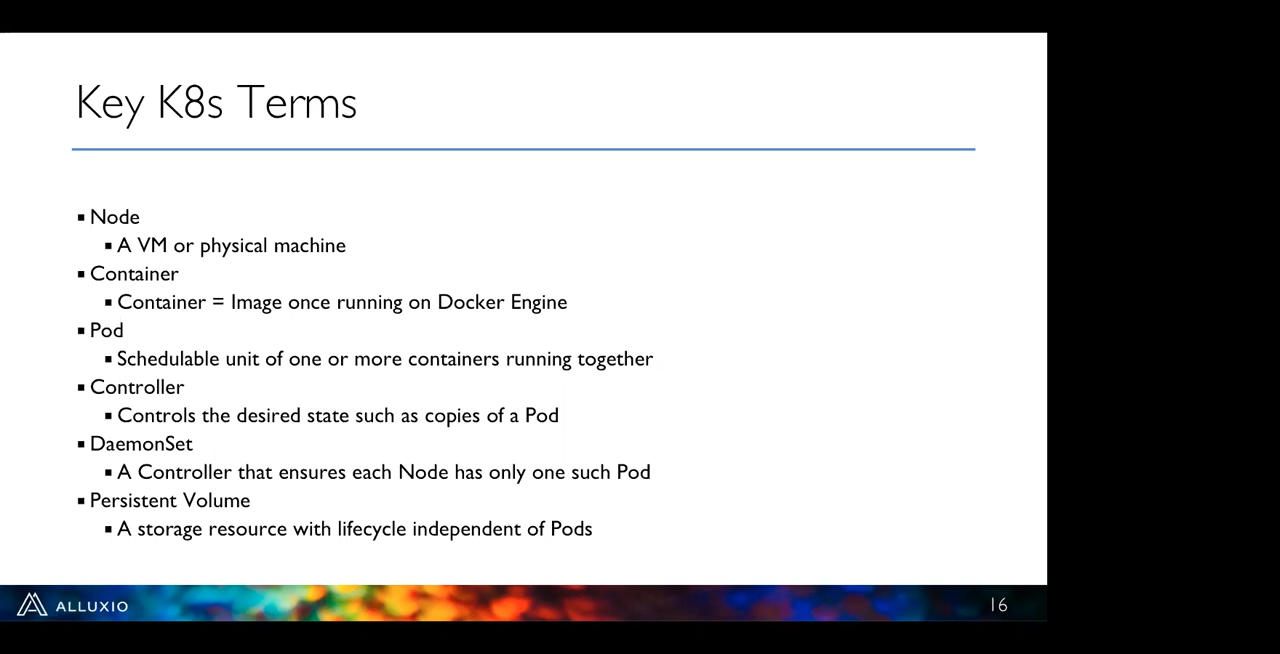 Key K8s Terms
▪ Node
▪ A VM or physical machine
▪ Container
▪ Container = Image once running on Docker Engine
▪ Pod
▪ Schedulable unit of one or more containers running together
▪ Controller
▪ Controls the desired state such as copies of a Pod
▪ DaemonSet
▪ A Controller that ensures each Node has only one such Pod
▪ Persistent Volume
▪ A storage resource with lifecycle independent of Pods
ALLUXIO
16